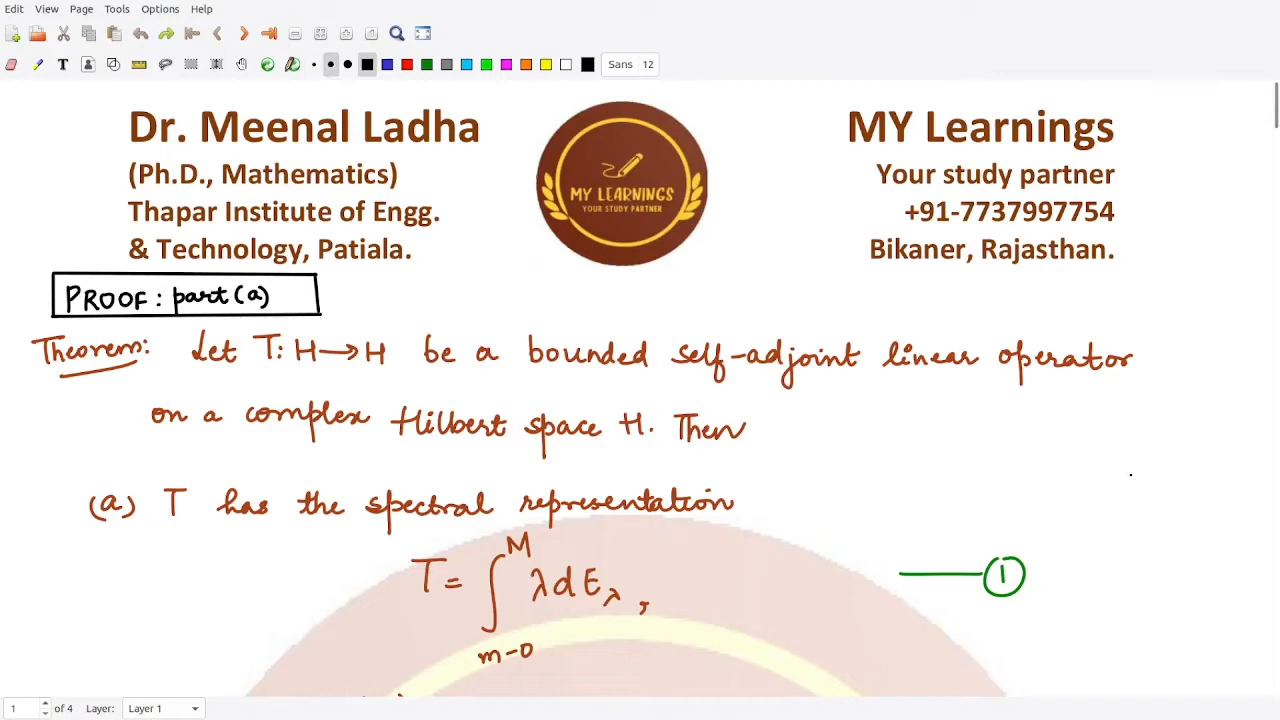 Edit View Page Tools Options Help
Sans 12
Dr. Meenal Ladha
(Ph.D., Mathematics)
Thapar Institute of Engg.
& Technology, Patiala.
MY LEARNINGS
YOUR STUDY PARTNER
MY Learnings
Your study partner
+91-7737997754
Bikaner, Rajasthan.
PROOF: part(a)
Theorem: Let T: H→H be a bounded self-adjoint linear operator
on a complex Hilbert space H. Then
(a) T has the spectral representation
T = ∫_{m-0}^{M} λ dE_λ , ——— ①
1 of 4 Layer: Layer 1